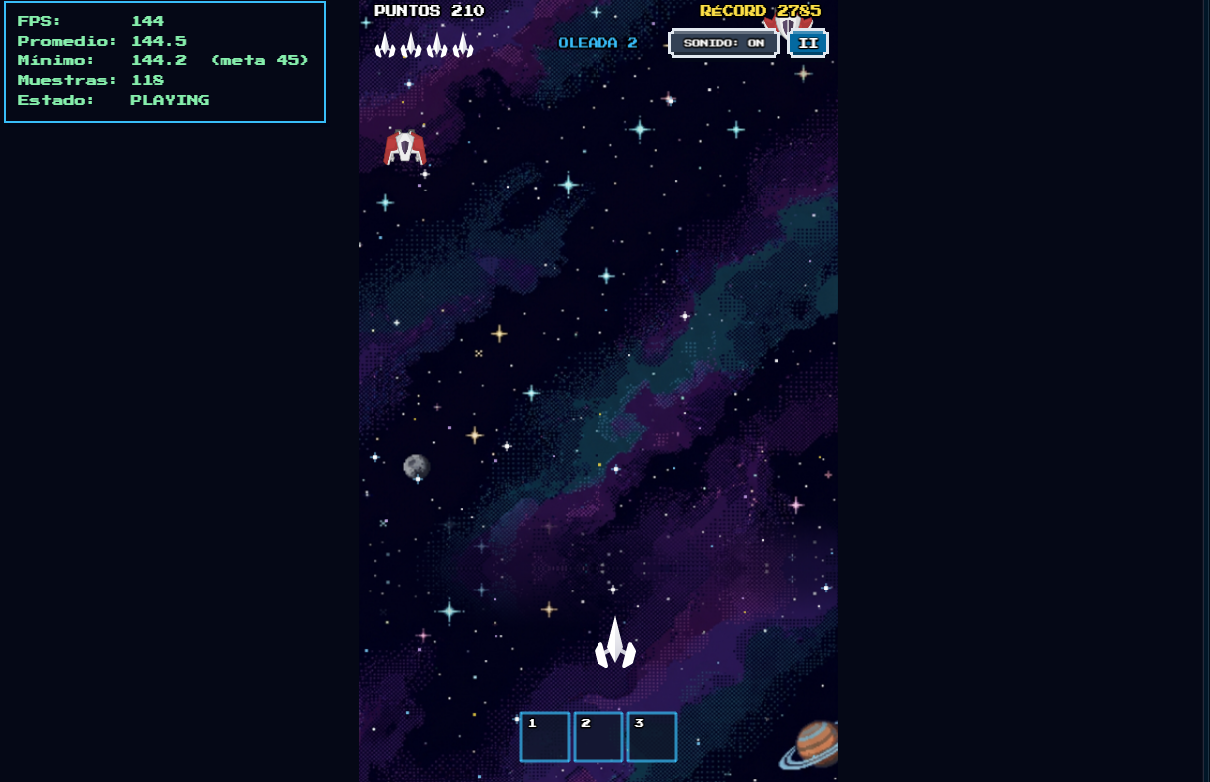 FPS: 144
Promedio: 144.5
Mínimo: 144.2 (meta 45)
Muestras: 118
Estado: PLAYING
PUNTOS 210
RÉCORD 2785
OLEADA 2
SONIDO: ON
II
1 2 3